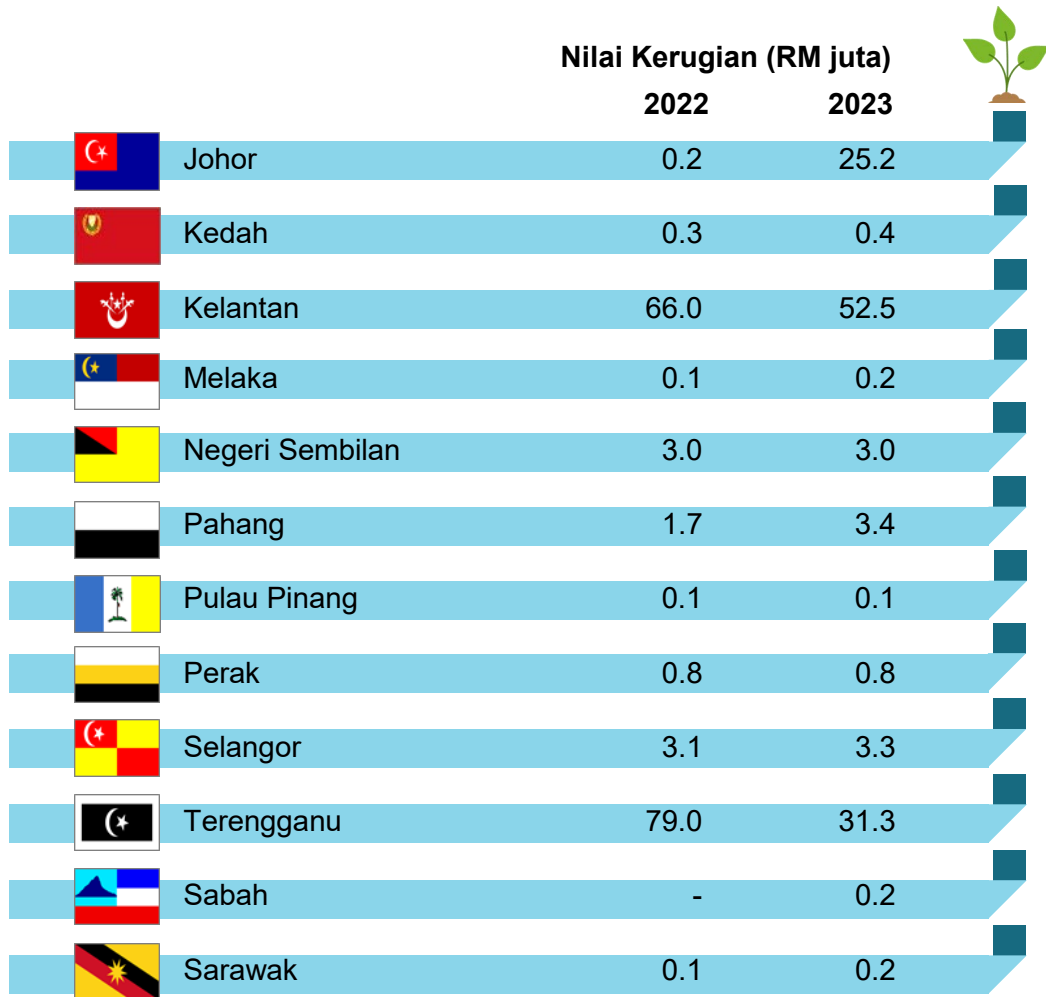 Nilai Kerugian (RM juta)
2022 2023
Johor 0.2 25.2
Kedah 0.3 0.4
Kelantan 66.0 52.5
Melaka 0.1 0.2
Negeri Sembilan 3.0 3.0
Pahang 1.7 3.4
Pulau Pinang 0.1 0.1
Perak 0.8 0.8
Selangor 3.1 3.3
Terengganu 79.0 31.3
Sabah - 0.2
Sarawak 0.1 0.2